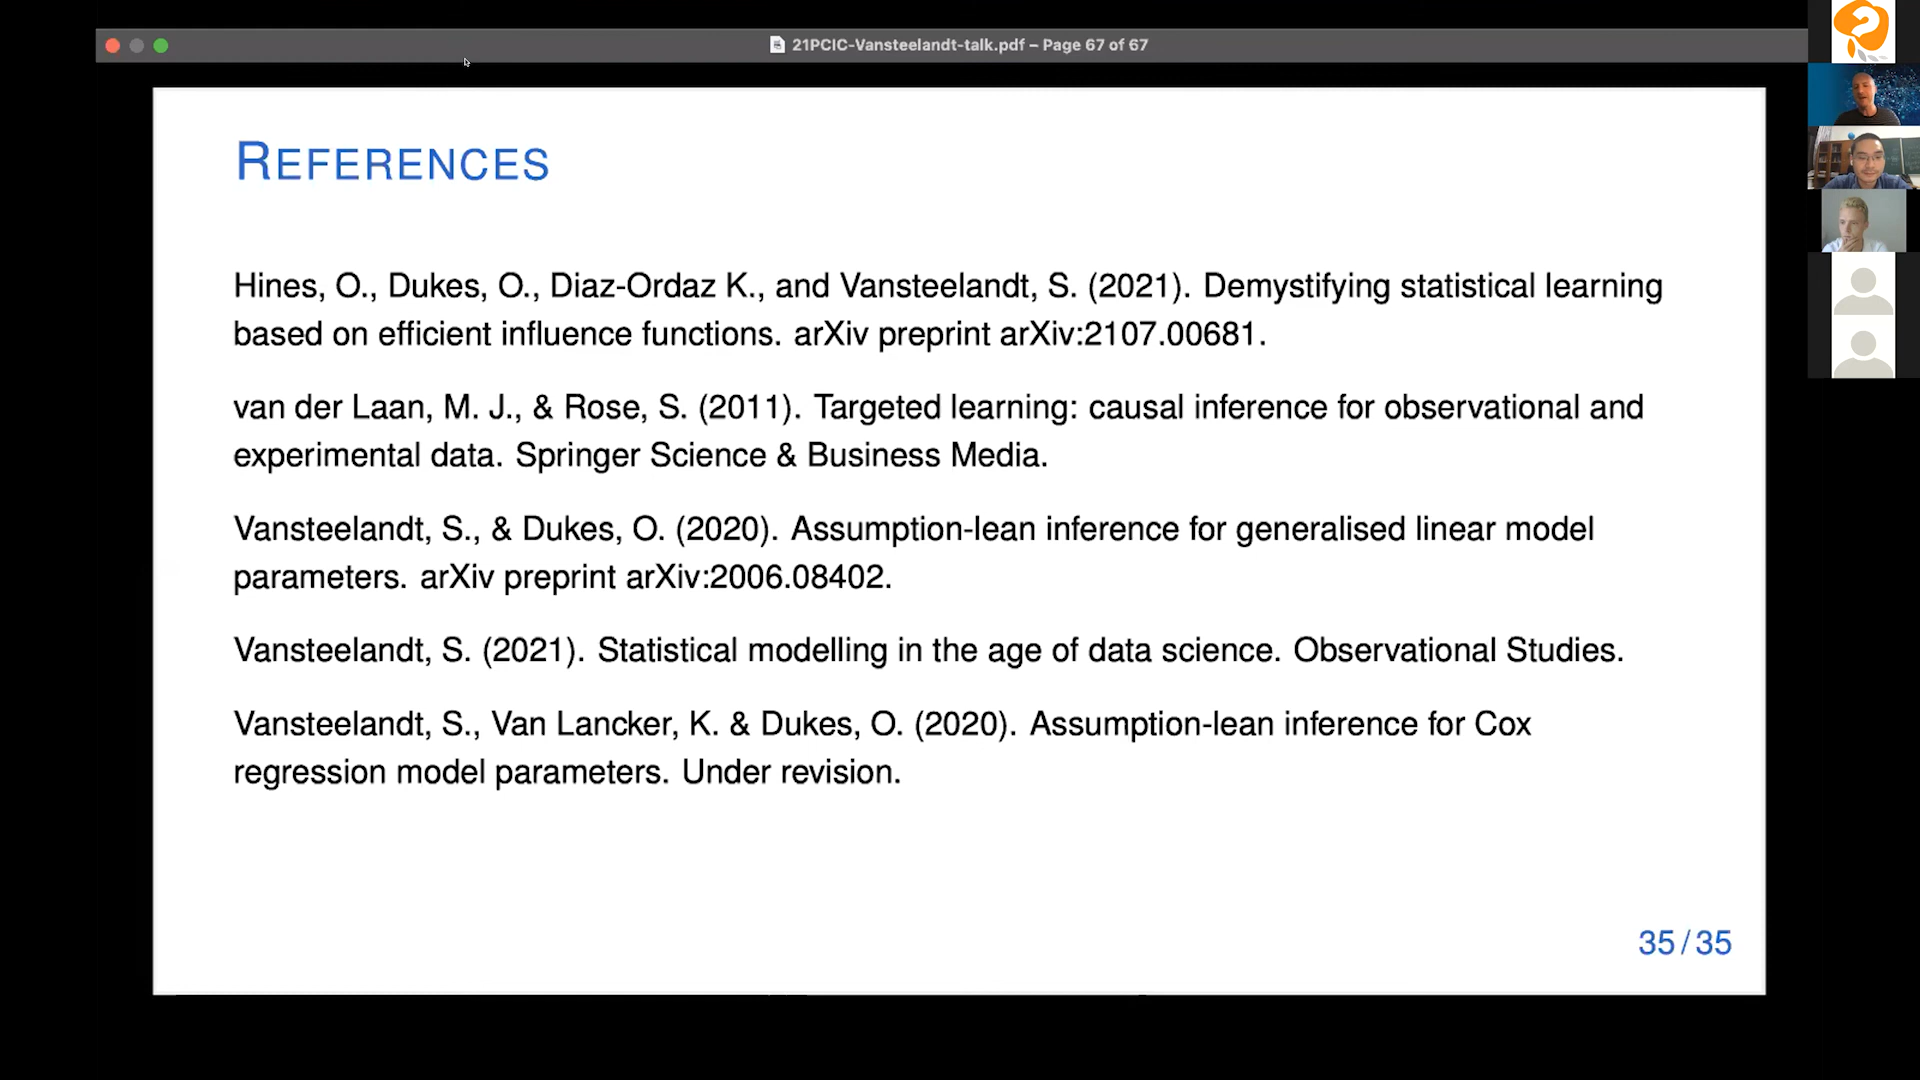 21PCIC-Vansteelandt-talk.pdf – Page 67 of 67
REFERENCES
Hines, O., Dukes, O., Diaz-Ordaz K., and Vansteelandt, S. (2021). Demystifying statistical learning
based on efficient influence functions. arXiv preprint arXiv:2107.00681.
van der Laan, M. J., & Rose, S. (2011). Targeted learning: causal inference for observational and
experimental data. Springer Science & Business Media.
Vansteelandt, S., & Dukes, O. (2020). Assumption-lean inference for generalised linear model
parameters. arXiv preprint arXiv:2006.08402.
Vansteelandt, S. (2021). Statistical modelling in the age of data science. Observational Studies.
Vansteelandt, S., Van Lancker, K. & Dukes, O. (2020). Assumption-lean inference for Cox
regression model parameters. Under revision.
35/35